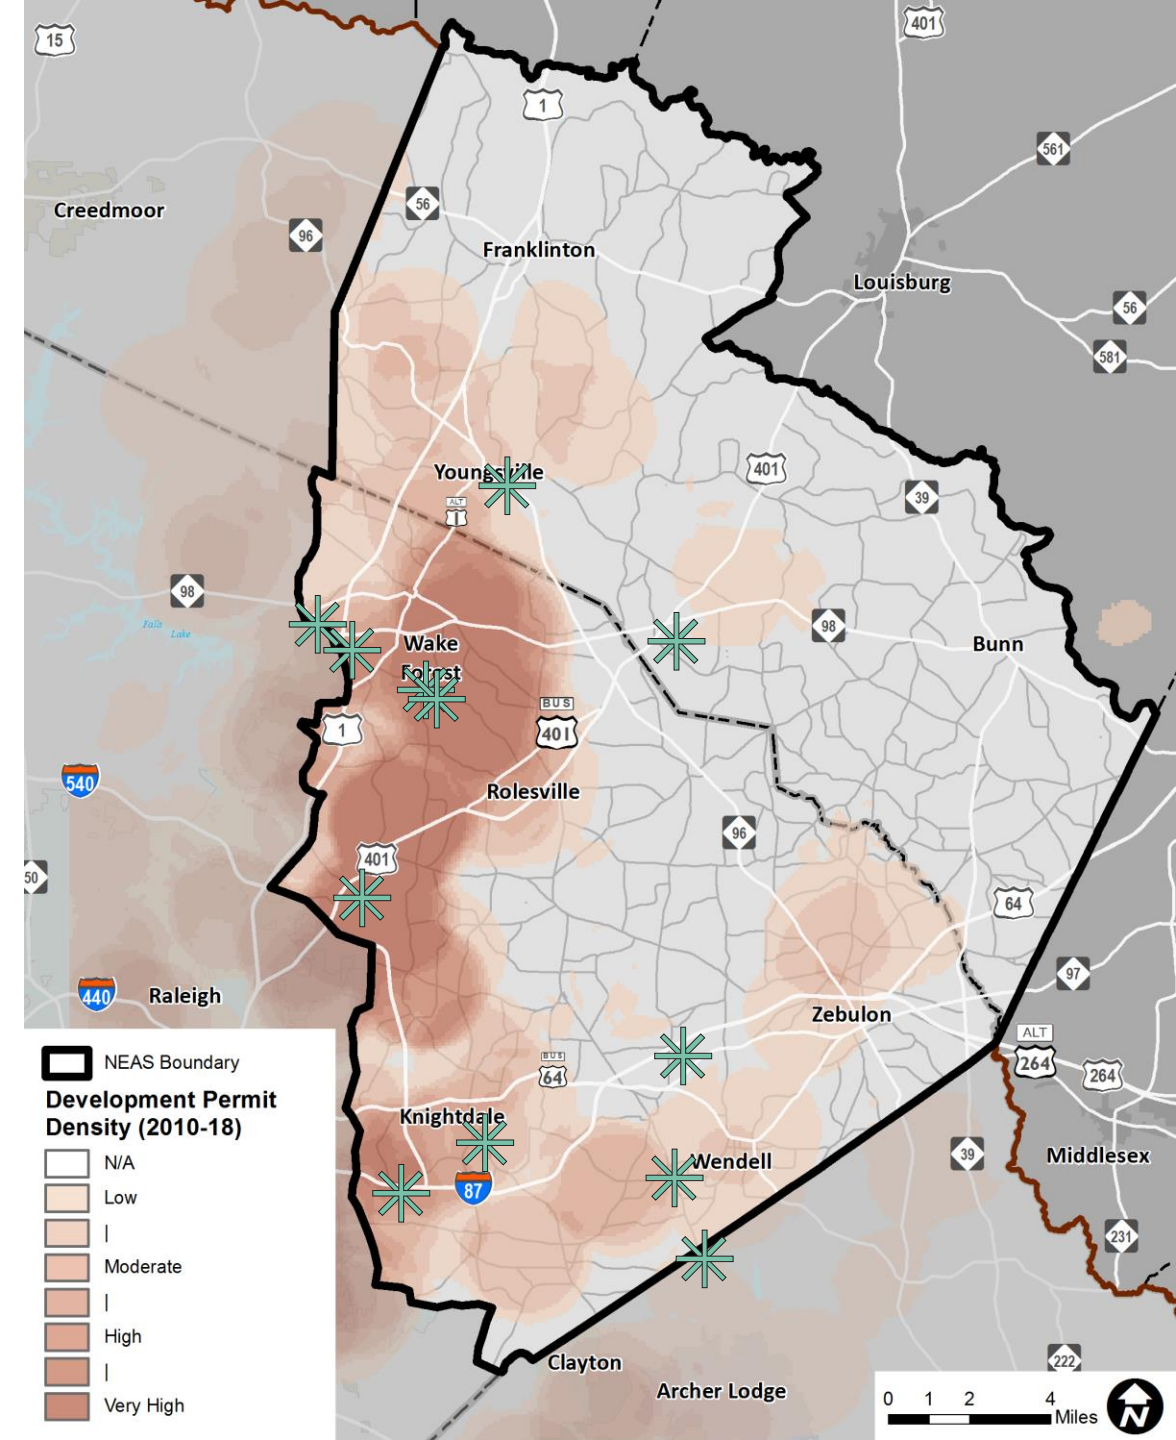 15
401
1
561
Creedmoor
56
96
Franklinton
Louisburg
56
581
Youngsville
401
39
ALT
1
98
Falls
Lake
Wake
Forest
98
Bunn
BUS
401
1
540
Rolesville
96
401
50
64
97
440
Raleigh
Zebulon
ALT
264
264
BUS
64
Knightdale
Wendell
39
Middlesex
87
231
Clayton
222
Archer Lodge
NEAS Boundary
Development Permit
Density (2010-18)
N/A
Low
|
Moderate
|
High
|
Very High
0 1 2 4
Miles
N